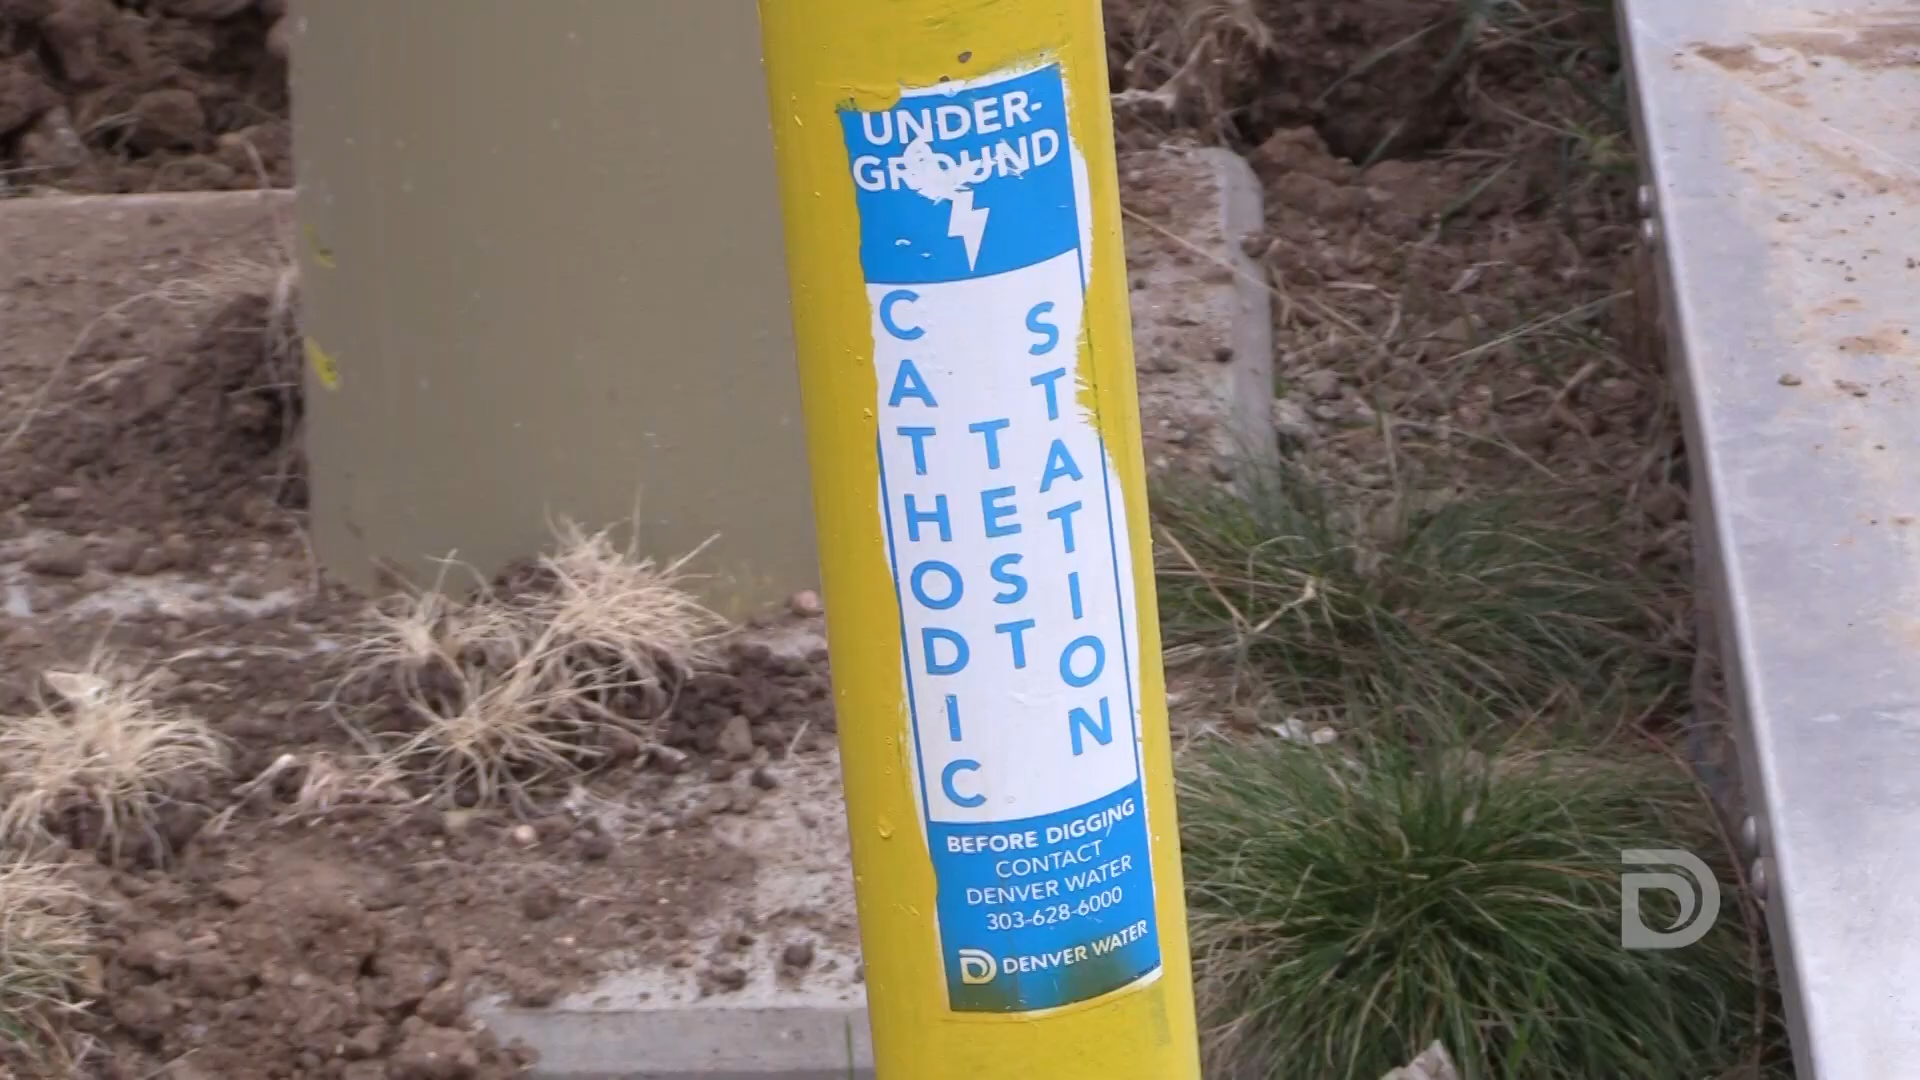 UNDER-
GROUND
CATHODIC
TEST
STATION
BEFORE DIGGING
CONTACT
DENVER WATER
303-628-6000
DENVER WATER